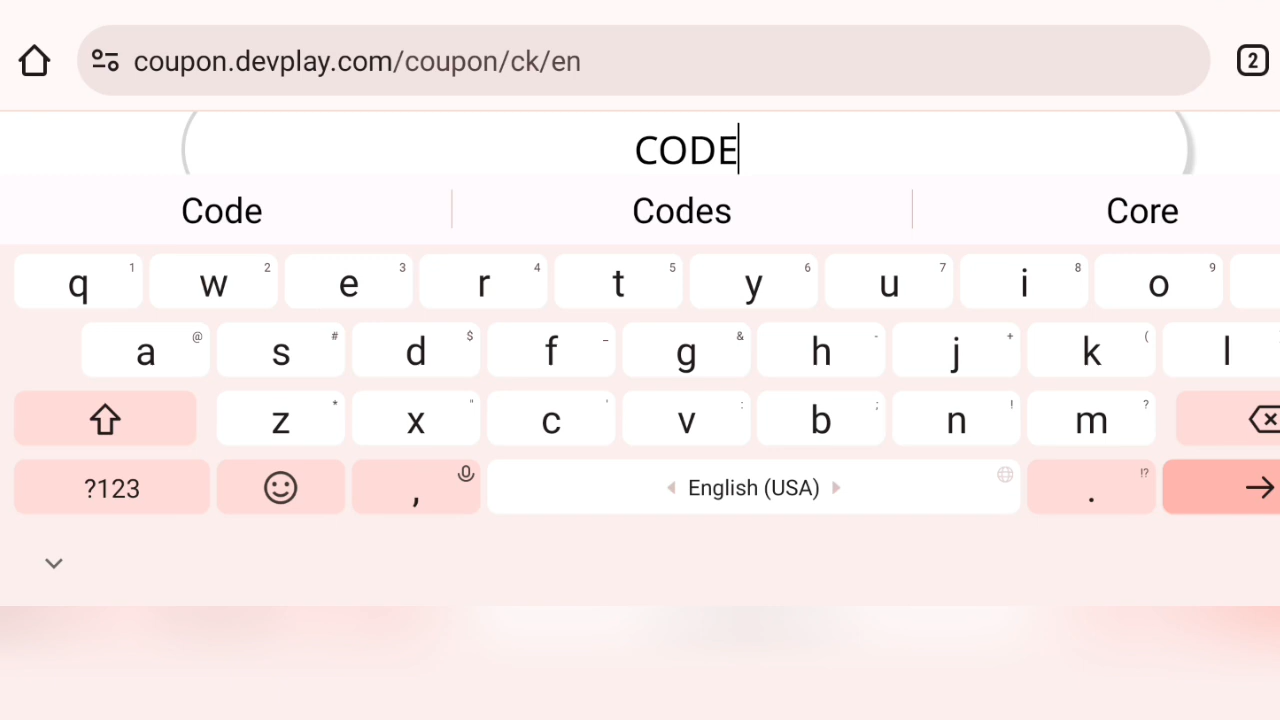 coupon.devplay.com/coupon/ck/en 2
CODE
Code Codes Core
q 1 w 2 e 3 r 4 t 5 y 6 u 7 i 8 o 9
a @ s # d $ f _ g & h - j + k ( l
z * x " c ' v : b ; n ! m ?
?123 , English (USA) . !?